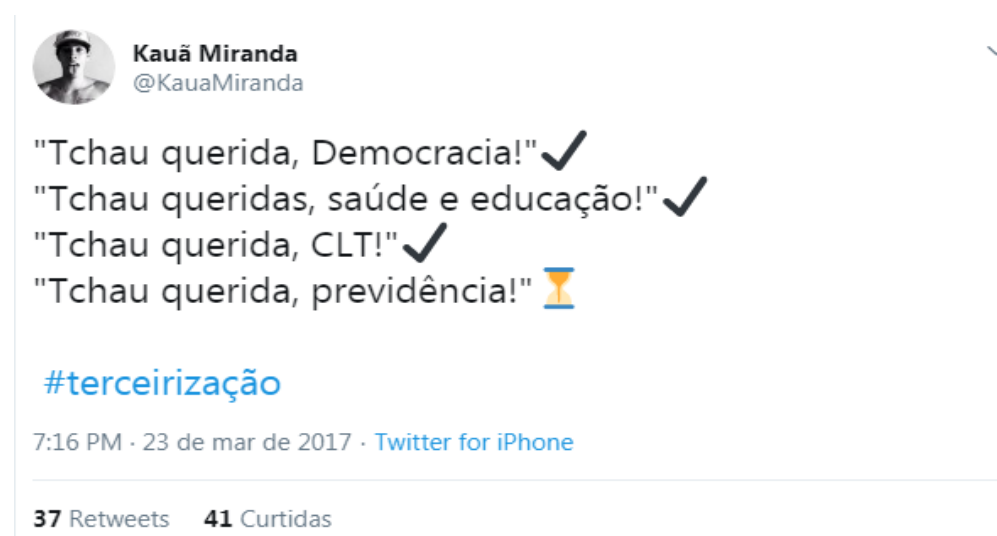 Kauã Miranda
@KauaMiranda
"Tchau querida, Democracia!"✔
"Tchau queridas, saúde e educação!"✔
"Tchau querida, CLT!"✔
"Tchau querida, previdência!" ⏳
#terceirização
7:16 PM · 23 de mar de 2017 · Twitter for iPhone
37 Retweets 41 Curtidas